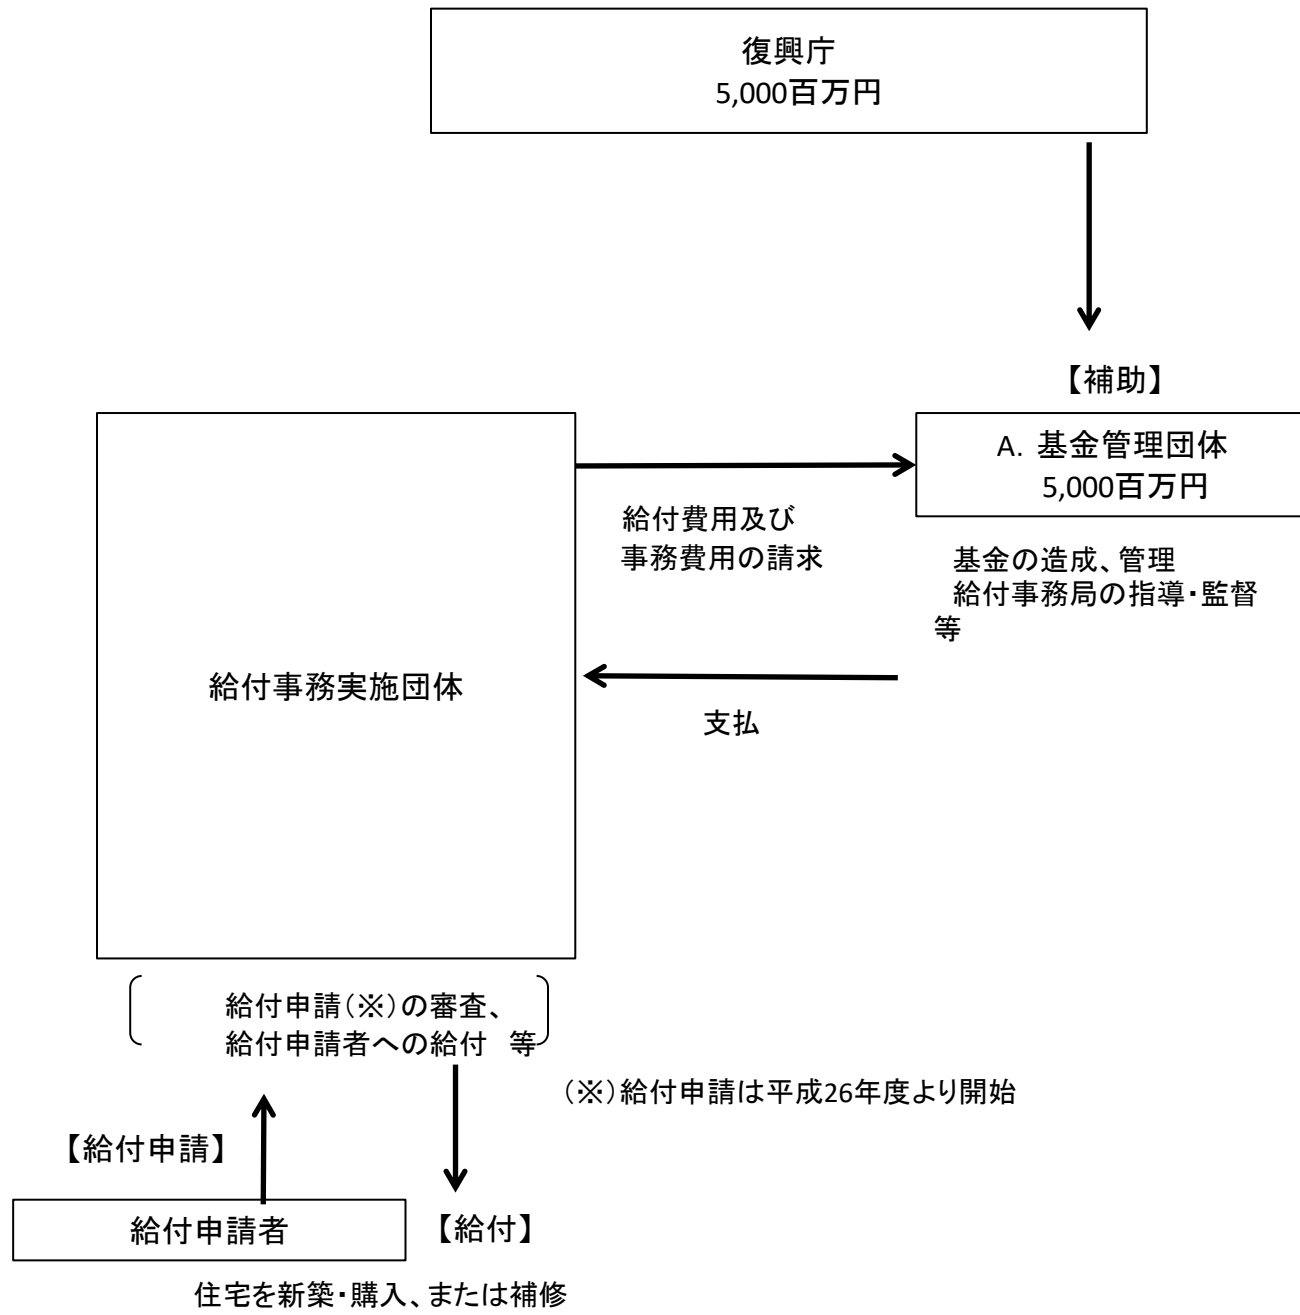 復興庁
5,000百万円
【補助】
A. 基金管理団体
5,000百万円
給付費用及び
事務費用の請求
基金の造成、管理
給付事務局の指導・監督
等
給付事務実施団体
支払
給付申請(※)の審査、
給付申請者への給付　等
(※)給付申請は平成26年度より開始
【給付申請】
給付申請者
【給付】
住宅を新築・購入、または補修